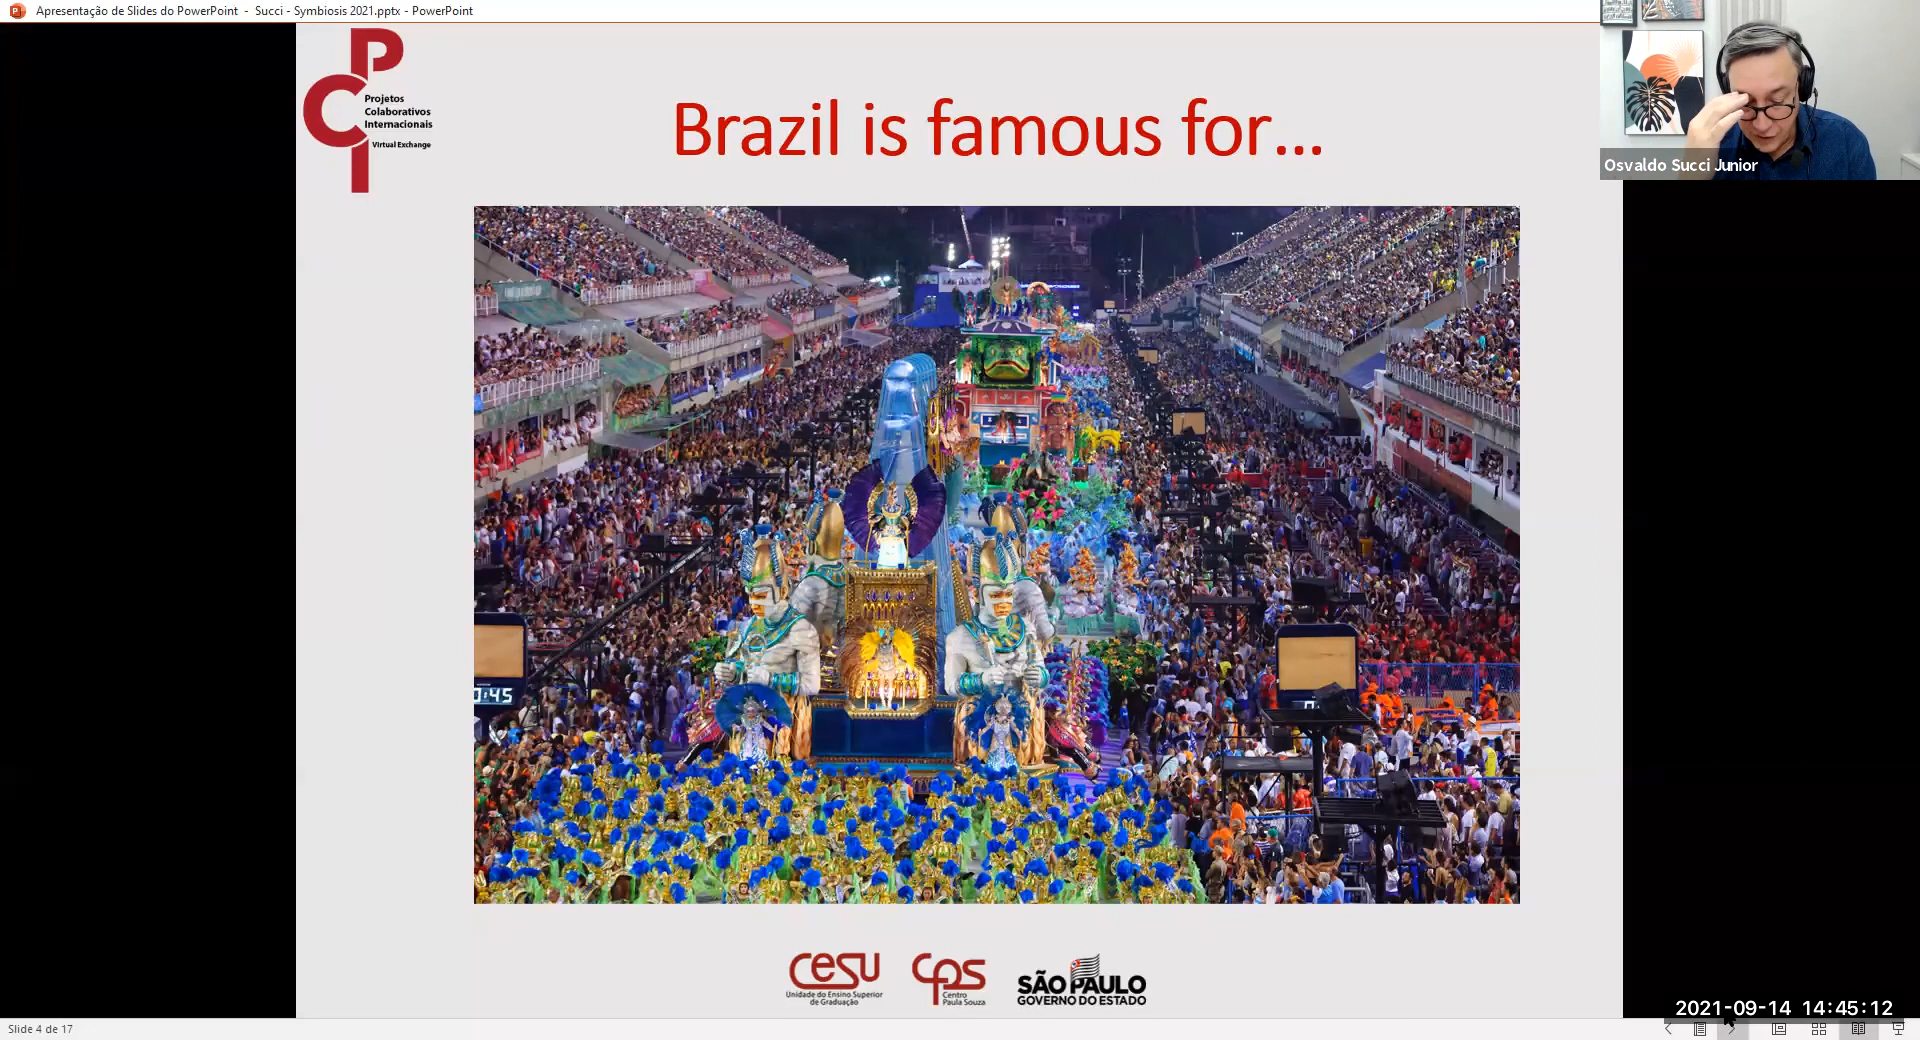 Apresentação de Slides do PowerPoint - Succi - Symbiosis 2021.pptx - PowerPoint
PCI
Projetos
Colaborativos
Internacionais
Virtual Exchange
Brazil is famous for...
Osvaldo Succi Junior
0:45
cesu
Unidade do Ensino Superior
de Graduação
cps
Centro
Paula Souza
SÃO PAULO
GOVERNO DO ESTADO
2021-09-14 14:45:12
Slide 4 de 17